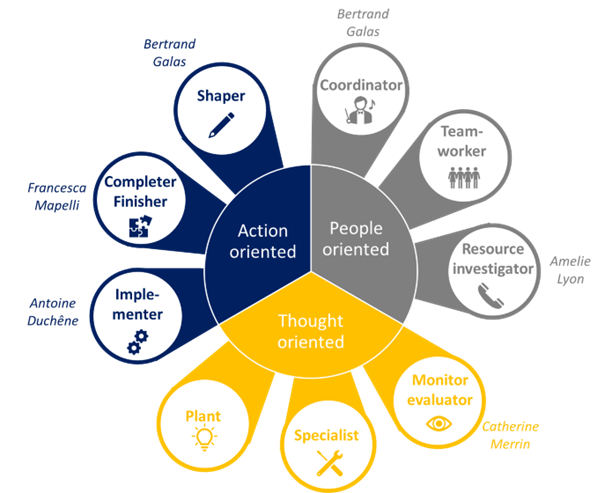 Bertrand
Galas
Coordinator
Bertrand
Galas
Shaper
Team-
worker
Francesca
Mapelli
Completer
Finisher
Action
oriented
People
oriented
Resource
investigator
Amelie
Lyon
Antoine
Duchêne
Imple-
menter
Thought
oriented
Monitor
evaluator
Catherine
Merrin
Plant
Specialist